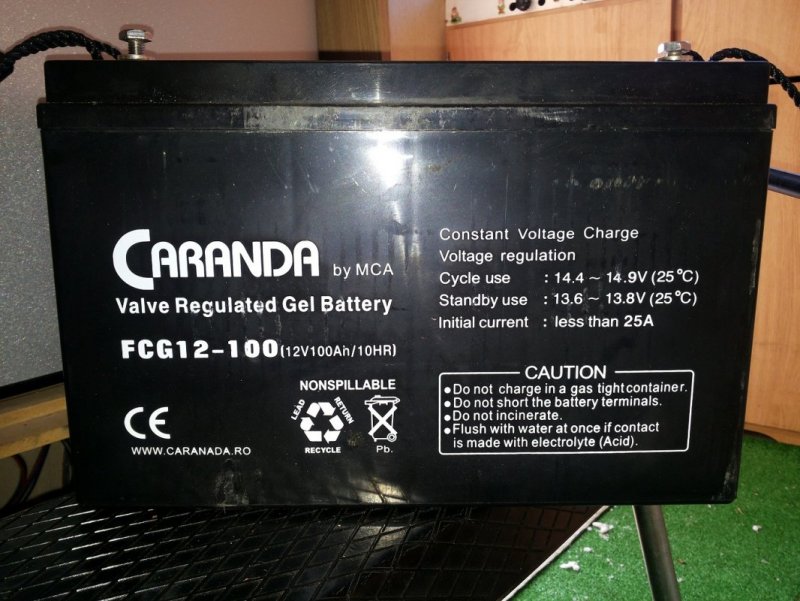 CARANDA by MCA
Valve Regulated Gel Battery
FCG12-100(12V100Ah/10HR)
NONSPILLABLE
LEAD
RETURN
RECYCLE
Pb.
CE
WWW.CARANADA.RO
Constant Voltage Charge
Voltage regulation
Cycle use : 14.4 ~ 14.9V (25℃)
Standby use : 13.6 ~ 13.8V (25℃)
Initial current : less than 25A
CAUTION
●Do not charge in a gas tight container.
●Do not short the battery terminals.
●Do not incinerate.
●Flush with water at once if contact
is made with electrolyte (Acid).